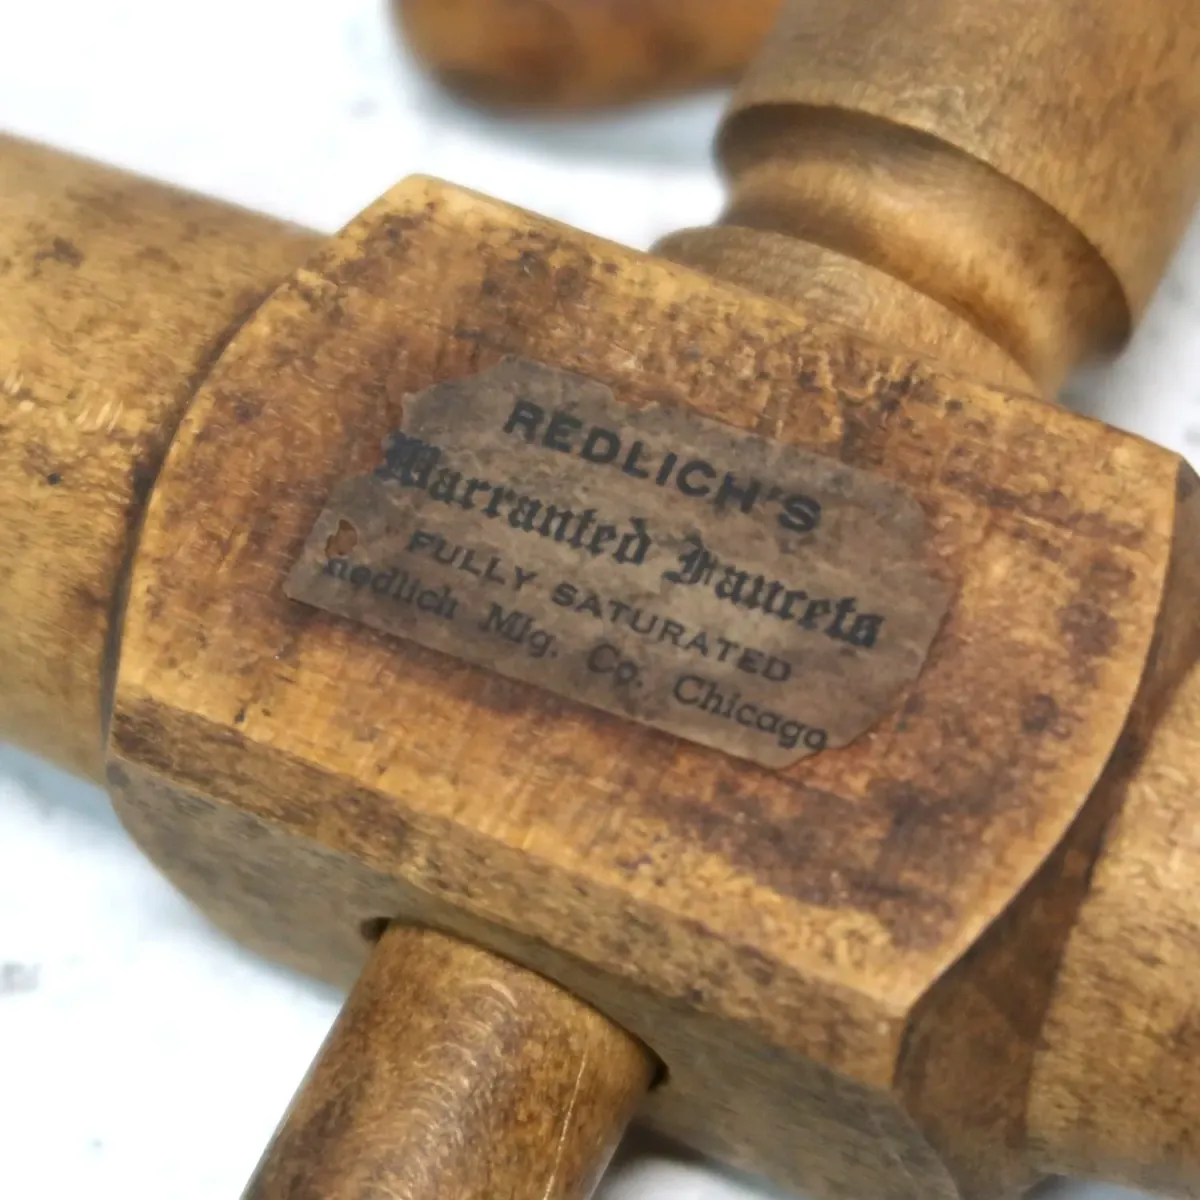 REDLICH'S
Warranted Faucets
FULLY SATURATED
Redlich Mfg. Co. Chicago